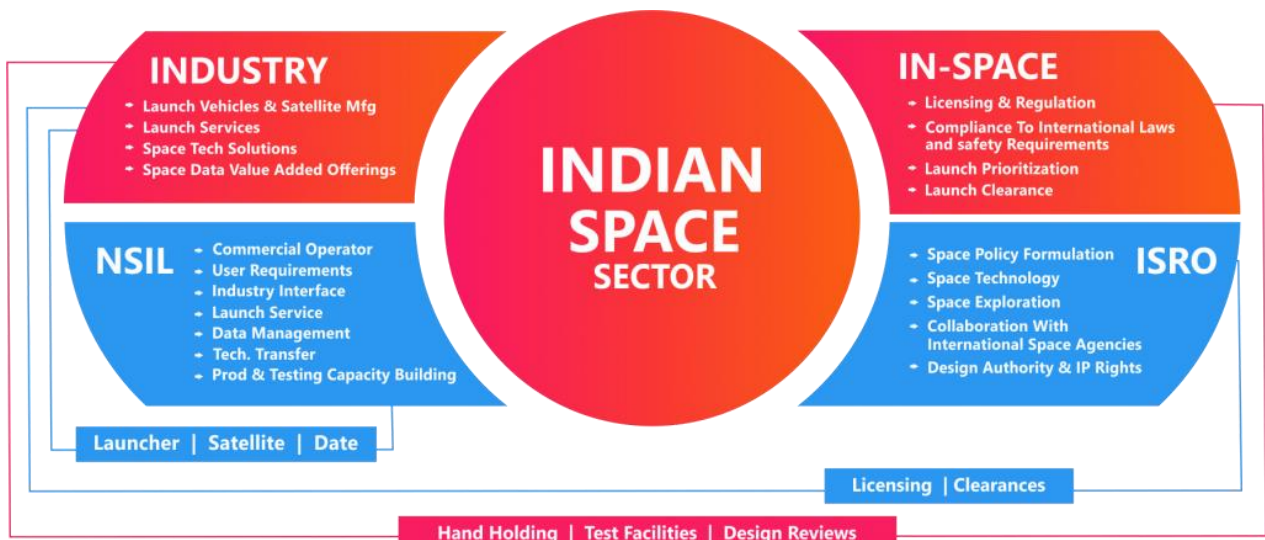 INDUSTRY
Launch Vehicles & Satellite Mfg
Launch Services
Space Tech Solutions
Space Data Value Added Offerings
NSIL
Commercial Operator
User Requirements
Industry Interface
Launch Service
Data Management
Tech. Transfer
Prod & Testing Capacity Building
INDIAN
SPACE
SECTOR
IN-SPACE
Licensing & Regulation
Compliance To International Laws
and safety Requirements
Launch Prioritization
Launch Clearance
ISRO
Space Policy Formulation
Space Technology
Space Exploration
Collaboration With
International Space Agencies
Design Authority & IP Rights
Launcher | Satellite | Date
Licensing | Clearances
Hand Holding | Test Facilities | Design Reviews